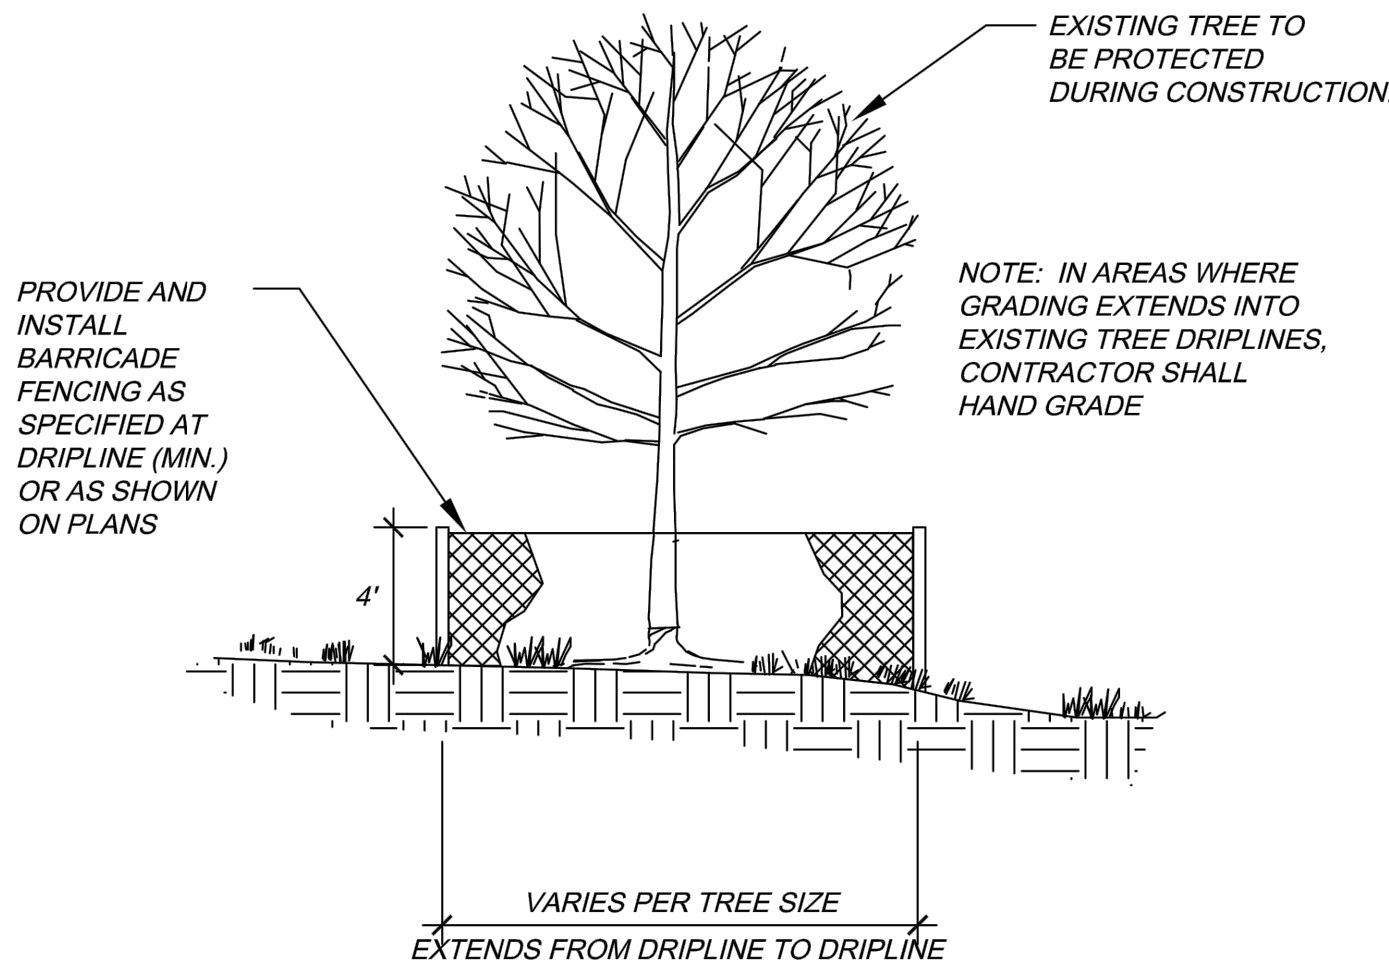 EXISTING TREE TO
BE PROTECTED
DURING CONSTRUCTION.
NOTE: IN AREAS WHERE
GRADING EXTENDS INTO
EXISTING TREE DRIPLINES,
CONTRACTOR SHALL
HAND GRADE
PROVIDE AND
INSTALL
BARRICADE
FENCING AS
SPECIFIED AT
DRIPLINE (MIN.)
OR AS SHOWN
ON PLANS
4'
VARIES PER TREE SIZE
EXTENDS FROM DRIPLINE TO DRIPLINE